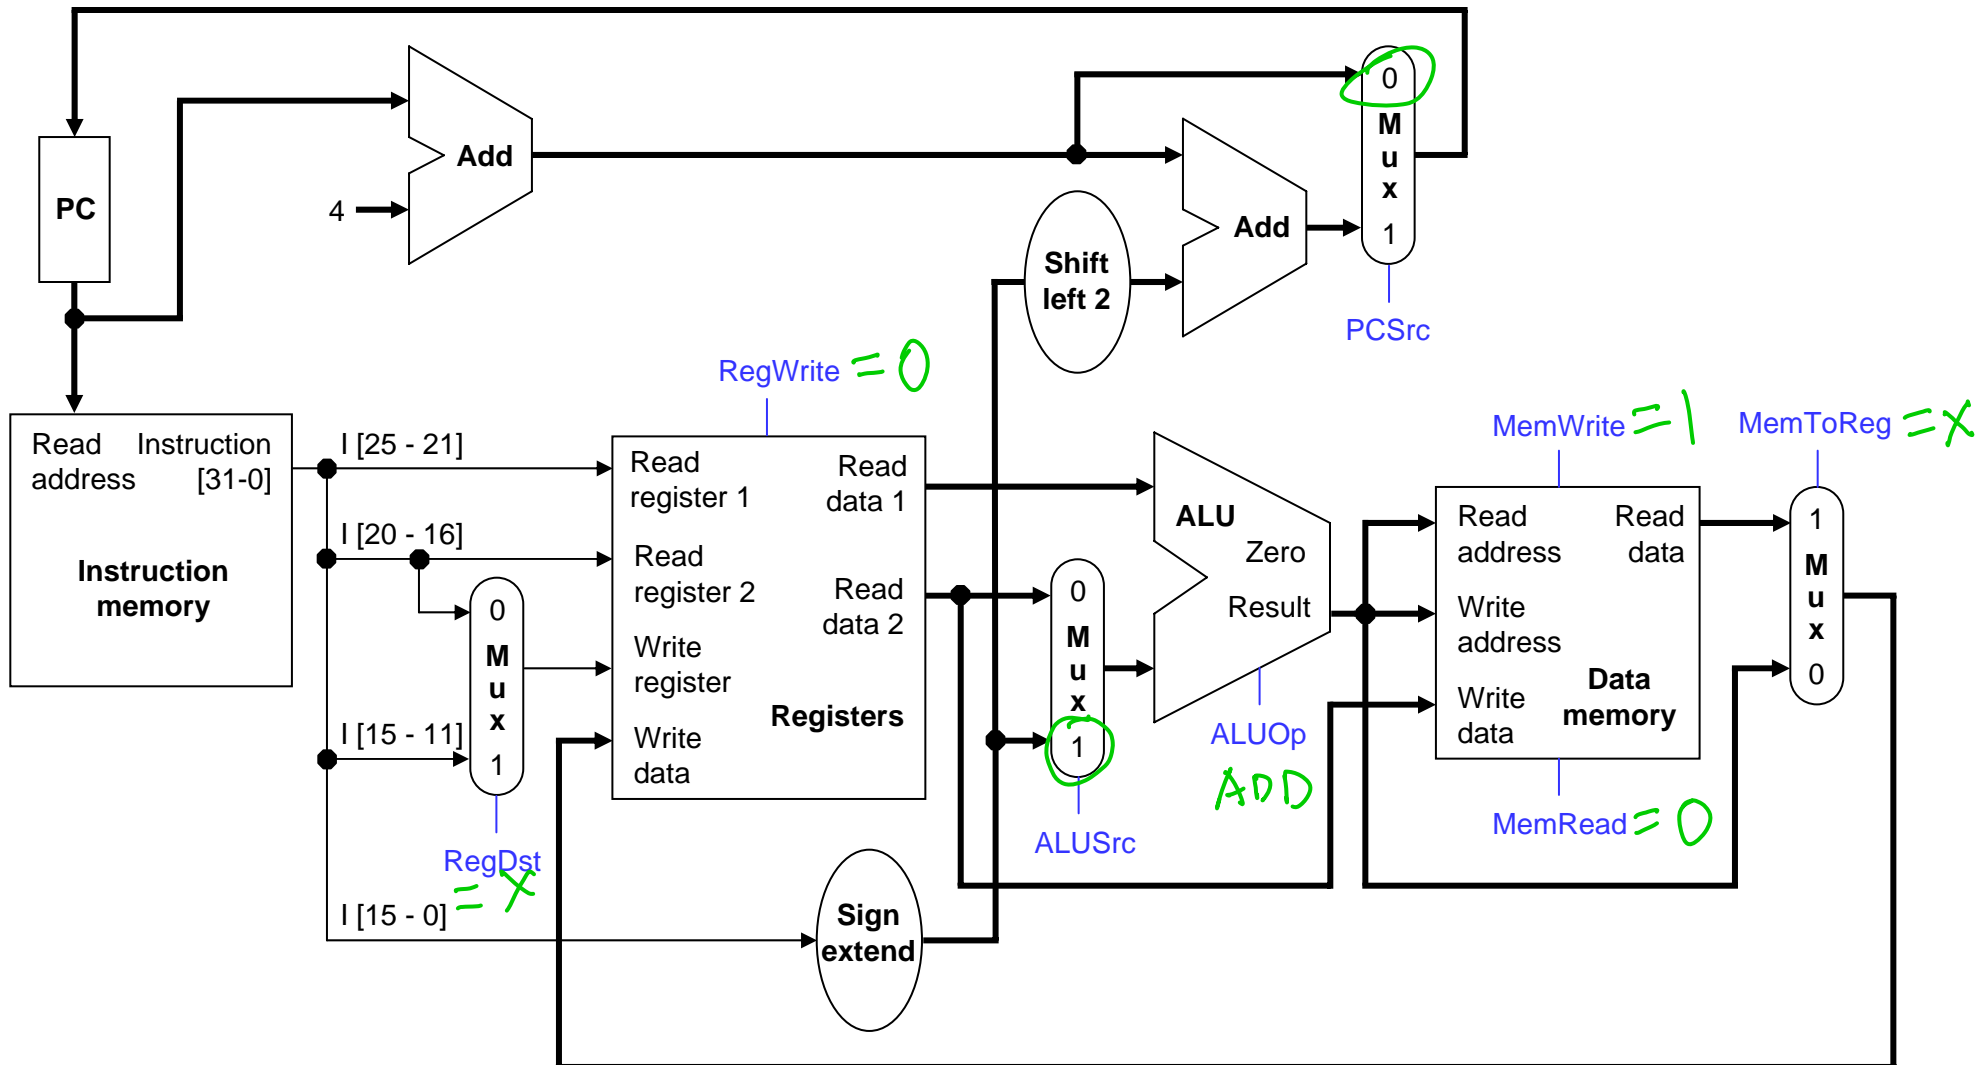 PC
Add
4
Add
Shift
left 2
0
M
u
x
1
PCSrc
RegWrite = 0
Read address
Instruction [31-0]
Instruction
memory
I [25 - 21]
I [20 - 16]
I [15 - 11]
I [15 - 0]
0
M
u
x
1
RegDst
= X
Read
register 1
Read
register 2
Write
register
Write
data
Read
data 1
Read
data 2
Registers
Sign
extend
0
M
u
x
1
ALUSrc
ALU
Zero
Result
ALUOp
ADD
MemWrite = 1
Read
address
Write
address
Write
data
Read
data
Data
memory
MemRead = 0
MemToReg = X
1
M
u
x
0